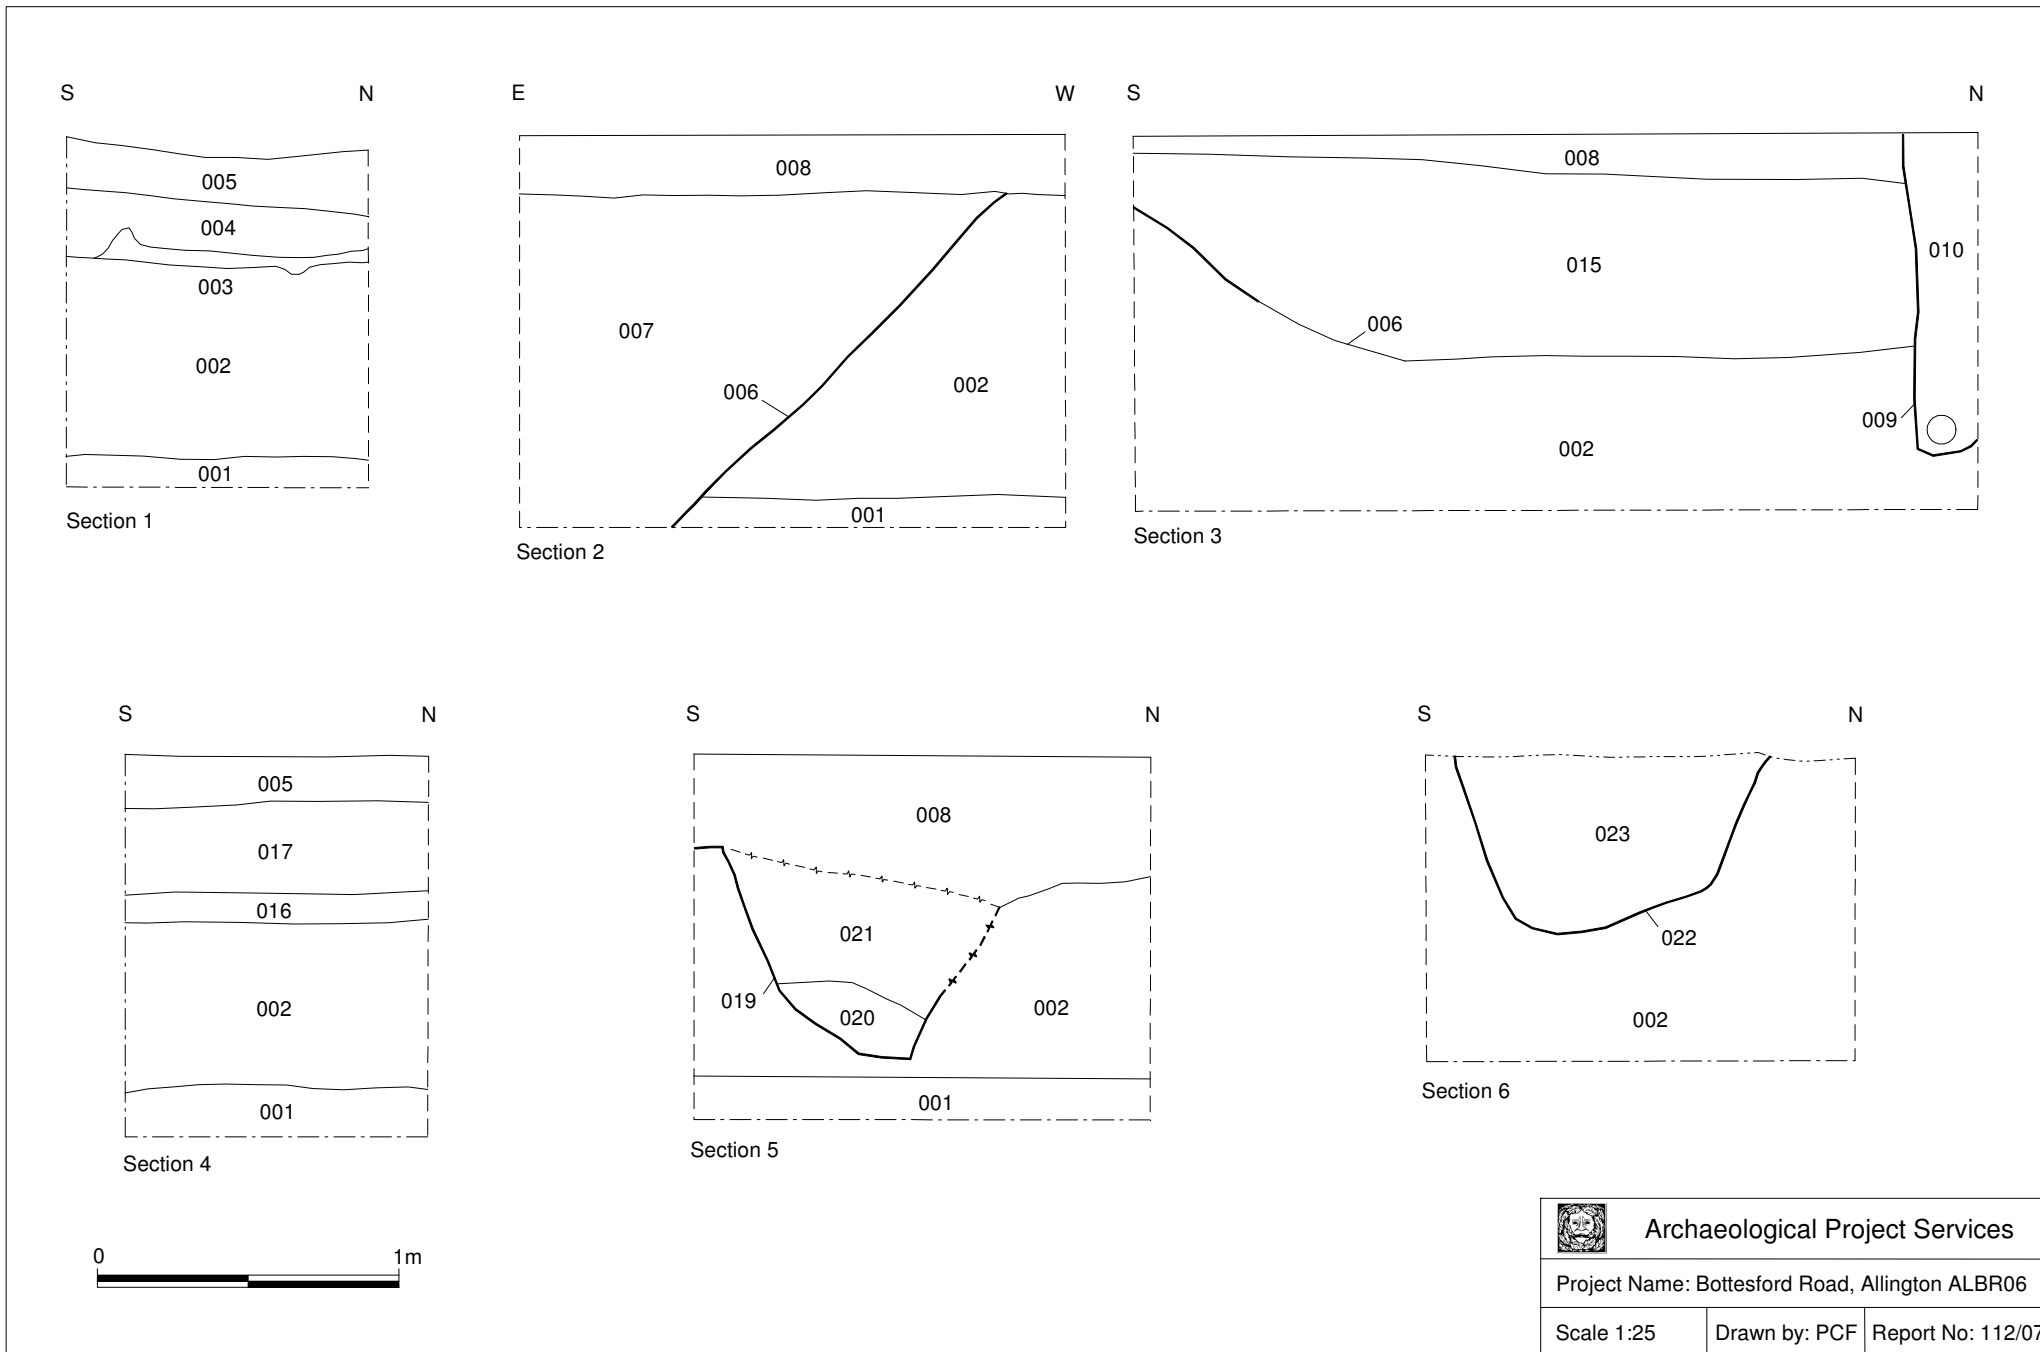 S N
005
004
003
002
001
Section 1
E W
008
007
006
002
001
Section 2
S N
008
015
010
006
009
002
Section 3
S N
005
017
016
002
001
Section 4
S N
008
021
019
020
002
001
Section 5
S N
023
022
002
Section 6
0 1m
Archaeological Project Services
Project Name: Bottesford Road, Allington ALBR06
Scale 1:25
Drawn by: PCF
Report No: 112/07